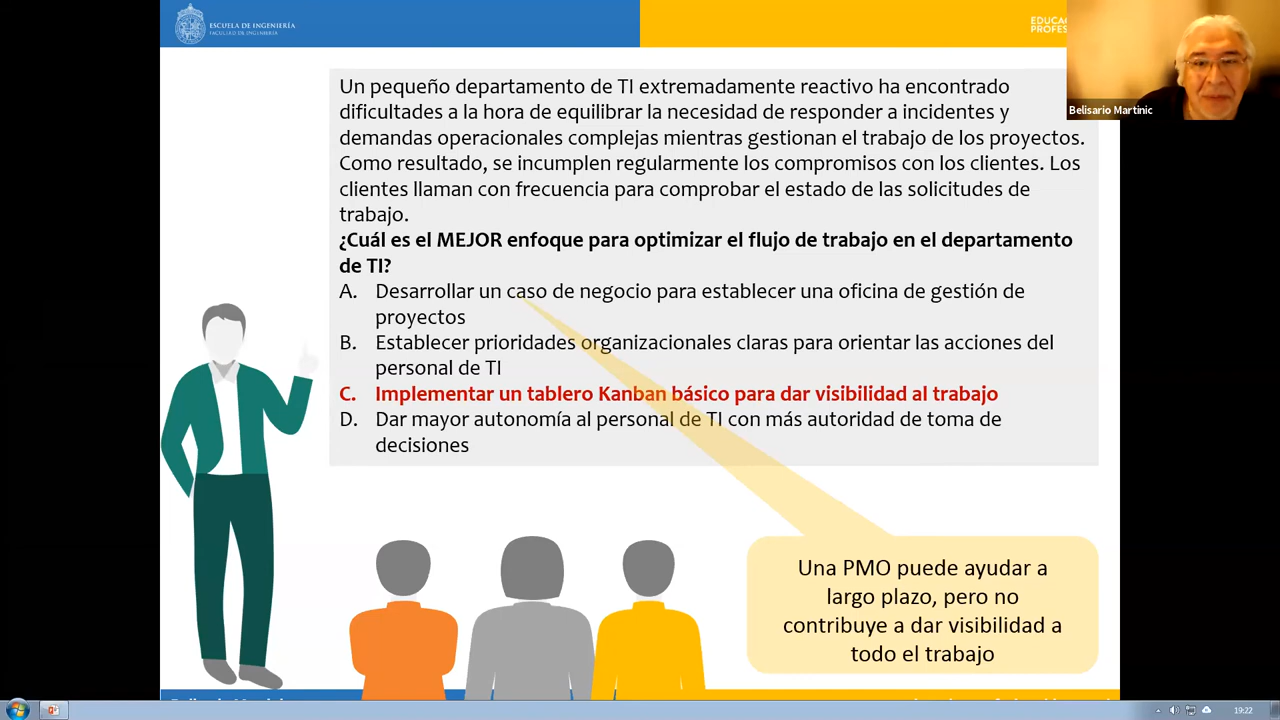 ESCUELA DE INGENIERÍA
FACULTAD DE INGENIERÍA
Belisario Martinic
Un pequeño departamento de TI extremadamente reactivo ha encontrado
dificultades a la hora de equilibrar la necesidad de responder a incidentes y
demandas operacionales complejas mientras gestionan el trabajo de los proyectos.
Como resultado, se incumplen regularmente los compromisos con los clientes. Los
clientes llaman con frecuencia para comprobar el estado de las solicitudes de
trabajo.
¿Cuál es el MEJOR enfoque para optimizar el flujo de trabajo en el departamento
de TI?
A. Desarrollar un caso de negocio para establecer una oficina de gestión de
proyectos
B. Establecer prioridades organizacionales claras para orientar las acciones del
personal de TI
C. Implementar un tablero Kanban básico para dar visibilidad al trabajo
D. Dar mayor autonomía al personal de TI con más autoridad de toma de
decisiones
Una PMO puede ayudar a
largo plazo, pero no
contribuye a dar visibilidad a
todo el trabajo
19:22